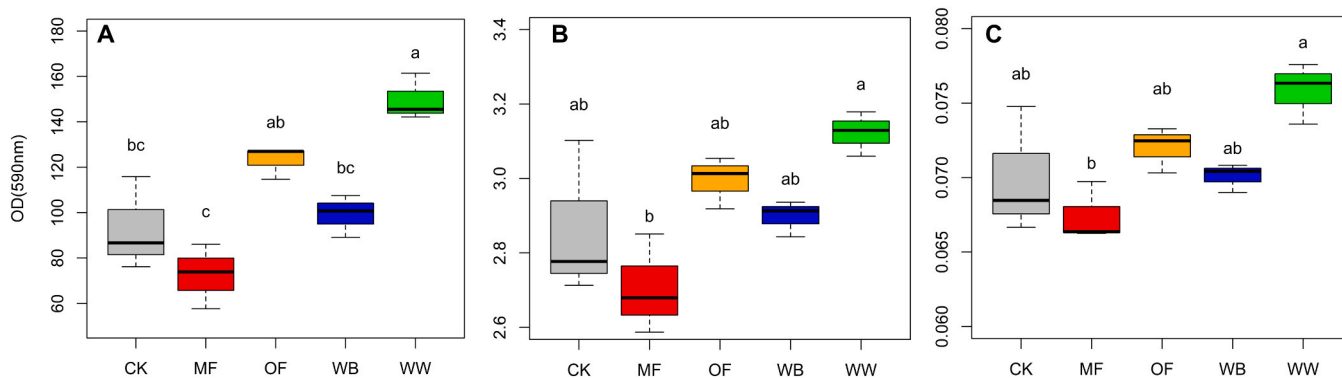 A
OD(590nm)
180
160
140
120
100
80
60
bc
c
ab
bc
a
CK MF OF WB WW
B
3.4
3.2
3.0
2.8
2.6
ab
b
ab
ab
a
CK MF OF WB WW
C
0.080
0.075
0.070
0.065
0.060
ab
b
ab
ab
a
CK MF OF WB WW